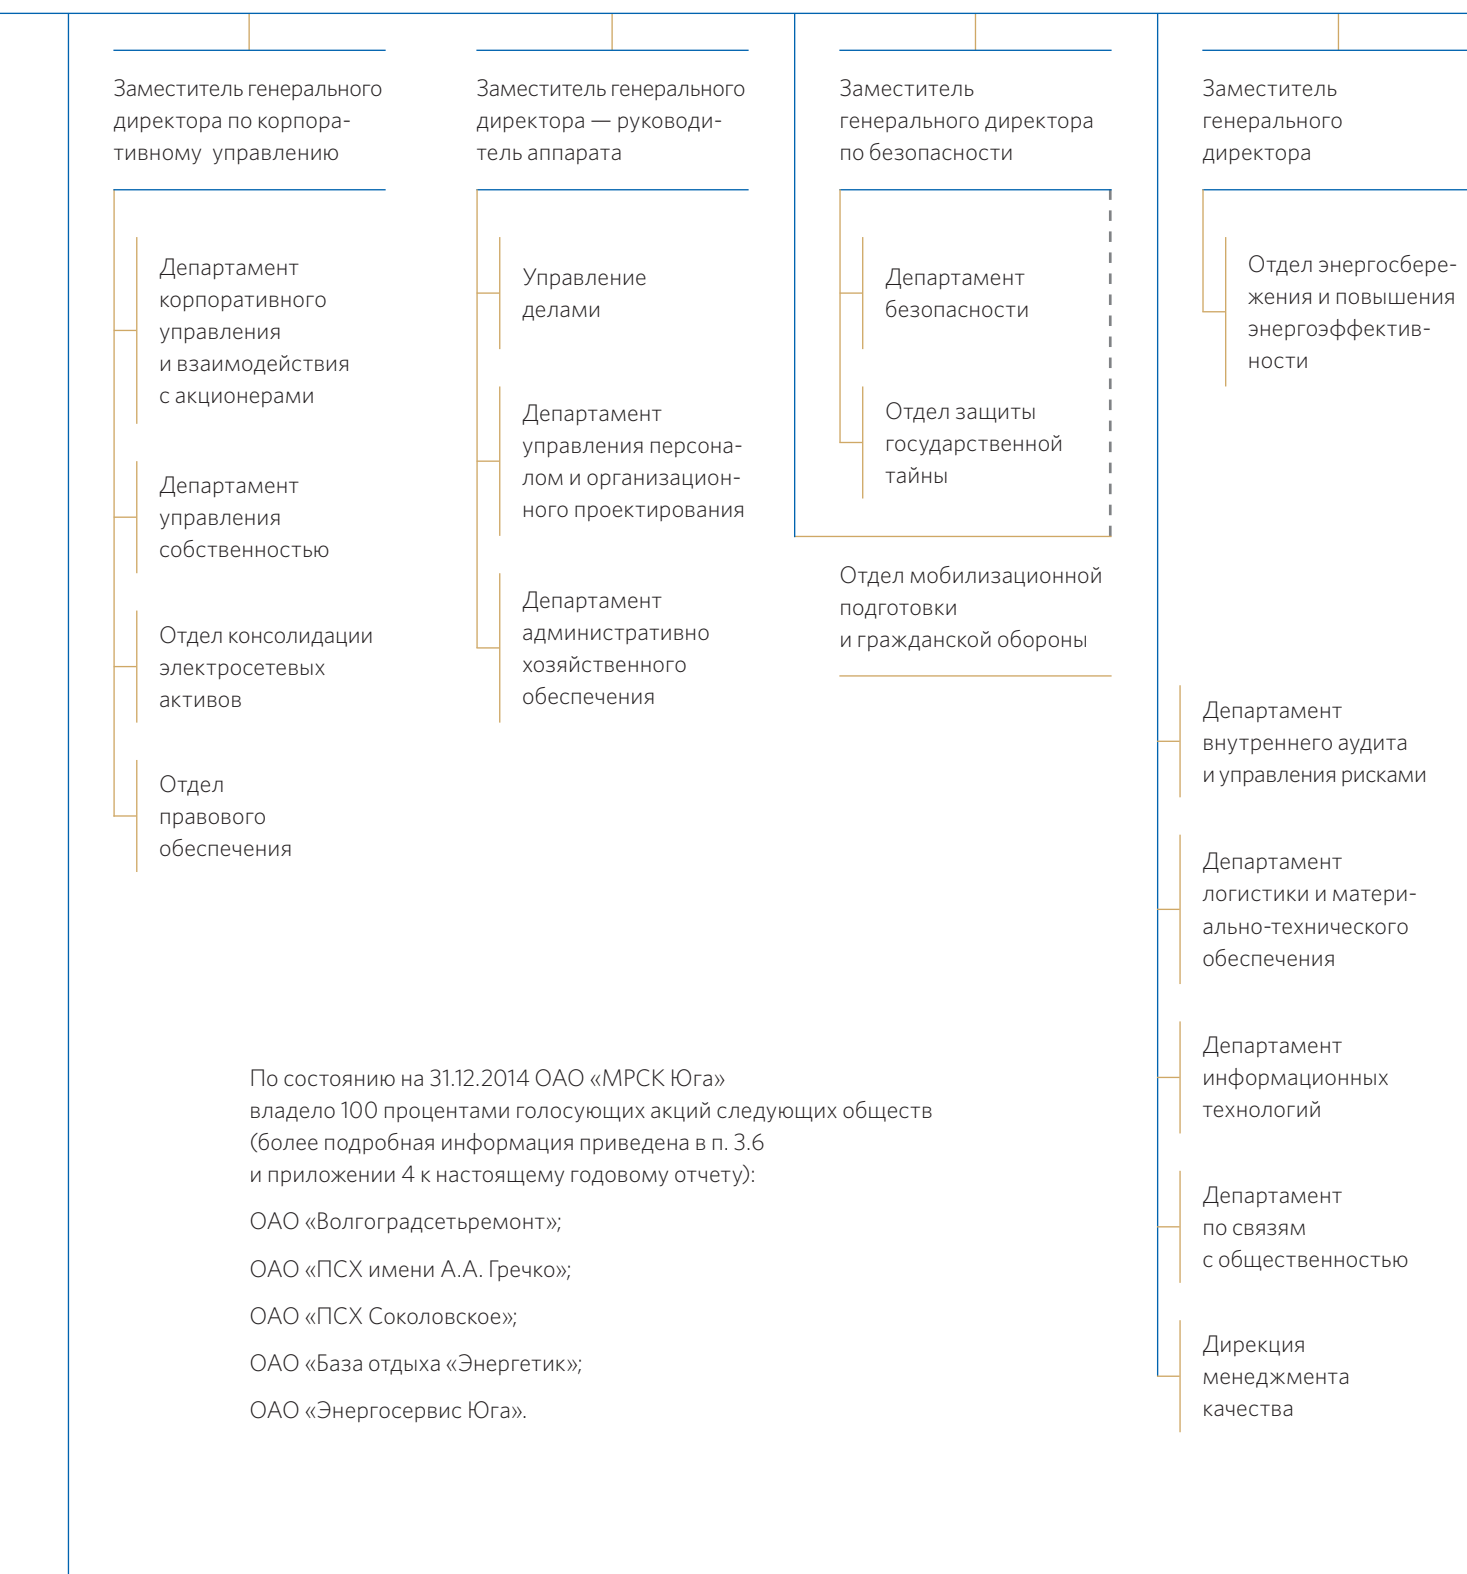 Заместитель генерального
директора по корпора-
тивному управлению
Департамент
корпоративного
управления
и взаимодействия
с акционерами
Департамент
управления
собственностью
Отдел консолидации
электросетевых
активов
Отдел
правового
обеспечения
Заместитель генерального
директора — руководи-
тель аппарата
Управление
делами
Департамент
управления персона-
лом и организацион-
ного проектирования
Департамент
административно
хозяйственного
обеспечения
Заместитель
генерального директора
по безопасности
Департамент
безопасности
Отдел защиты
государственной
тайны
Отдел мобилизационной
подготовки
и гражданской обороны
Заместитель
генерального
директора
Отдел энергосбере-
жения и повышения
энергоэффектив-
ности
Департамент
внутреннего аудита
и управления рисками
Департамент
логистики и матери-
ально-технического
обеспечения
Департамент
информационных
технологий
Департамент
по связям
с общественностью
Дирекция
менеджмента
качества
По состоянию на 31.12.2014 ОАО «МРСК Юга»
владело 100 процентами голосующих акций следующих обществ
(более подробная информация приведена в п. 3.6
и приложении 4 к настоящему годовому отчету):
ОАО «Волгоградсетьремонт»;
ОАО «ПСХ имени А.А. Гречко»;
ОАО «ПСХ Соколовское»;
ОАО «База отдыха «Энергетик»;
ОАО «Энергосервис Юга».